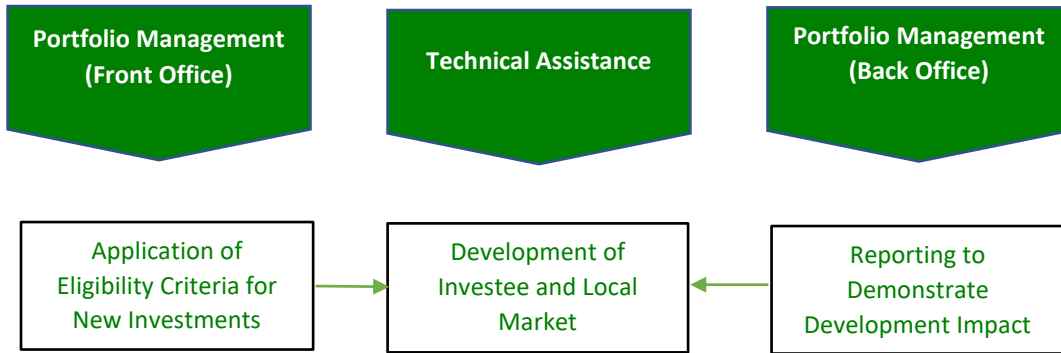 Portfolio Management
(Front Office)
Technical Assistance
Portfolio Management
(Back Office)
Application of
Eligibility Criteria for
New Investments
Development of
Investee and Local
Market
Reporting to
Demonstrate
Development Impact